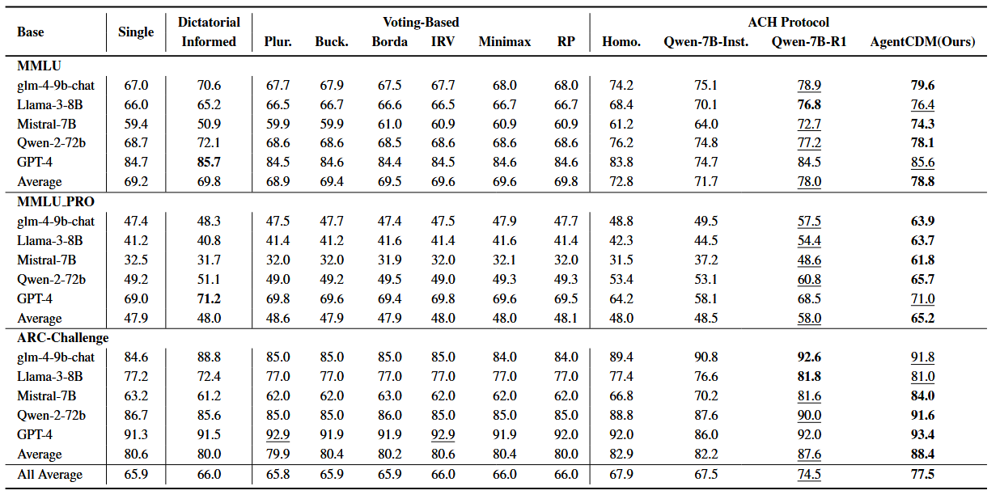 Base Single Dictatorial Informed Voting-Based ACH Protocol
Plur. Buck. Borda IRV Minimax RP Homo. Qwen-7B-Inst. Qwen-7B-R1 AgentCDM(Ours)
MMLU
glm-4-9b-chat 67.0 70.6 67.7 67.9 67.5 67.7 68.0 68.0 74.2 75.1 78.9 79.6
Llama-3-8B 66.0 65.2 66.5 66.7 66.6 66.5 66.7 66.7 68.4 70.1 76.8 76.4
Mistral-7B 59.4 50.9 59.9 59.9 61.0 60.9 60.9 60.9 61.2 64.0 72.7 74.3
Qwen-2-72b 68.7 72.1 68.6 68.6 68.5 68.6 68.6 68.6 76.2 74.8 77.2 78.1
GPT-4 84.7 85.7 84.5 84.6 84.4 84.5 84.6 84.6 83.8 74.7 84.5 85.6
Average 69.2 69.8 68.9 69.4 69.5 69.6 69.6 69.8 72.8 71.7 78.0 78.8
MMLU_PRO
glm-4-9b-chat 47.4 48.3 47.5 47.7 47.4 47.5 47.9 47.7 48.8 49.5 57.5 63.9
Llama-3-8B 41.2 40.8 41.4 41.2 41.6 41.4 41.6 41.4 42.3 44.5 54.4 63.7
Mistral-7B 32.5 31.7 32.0 32.0 31.9 32.0 32.1 32.0 31.5 37.2 48.6 61.8
Qwen-2-72b 49.2 51.1 49.0 49.2 49.5 49.0 49.3 49.3 53.4 53.1 60.8 65.7
GPT-4 69.0 71.2 69.8 69.6 69.4 69.8 69.6 69.5 64.2 58.1 68.5 71.0
Average 47.9 48.0 48.6 47.9 47.9 48.0 48.0 48.1 48.0 48.5 58.0 65.2
ARC-Challenge
glm-4-9b-chat 84.6 88.8 85.0 85.0 85.0 85.0 84.0 84.0 89.4 90.8 92.6 91.8
Llama-3-8B 77.2 72.4 77.0 77.0 77.0 77.0 77.0 77.0 77.4 76.6 81.8 81.0
Mistral-7B 63.2 61.2 62.0 62.0 63.0 62.0 62.0 62.0 66.8 70.2 81.6 84.0
Qwen-2-72b 86.7 85.6 85.0 85.0 86.0 85.0 85.0 85.0 88.8 87.6 90.0 91.6
GPT-4 91.3 91.5 92.9 91.9 91.9 92.9 91.9 92.0 92.0 86.0 92.0 93.4
Average 80.6 80.0 79.9 80.4 80.2 80.6 80.4 80.0 82.9 82.2 87.6 88.4
All Average 65.9 66.0 65.8 65.9 65.9 66.0 66.0 66.0 67.9 67.5 74.5 77.5